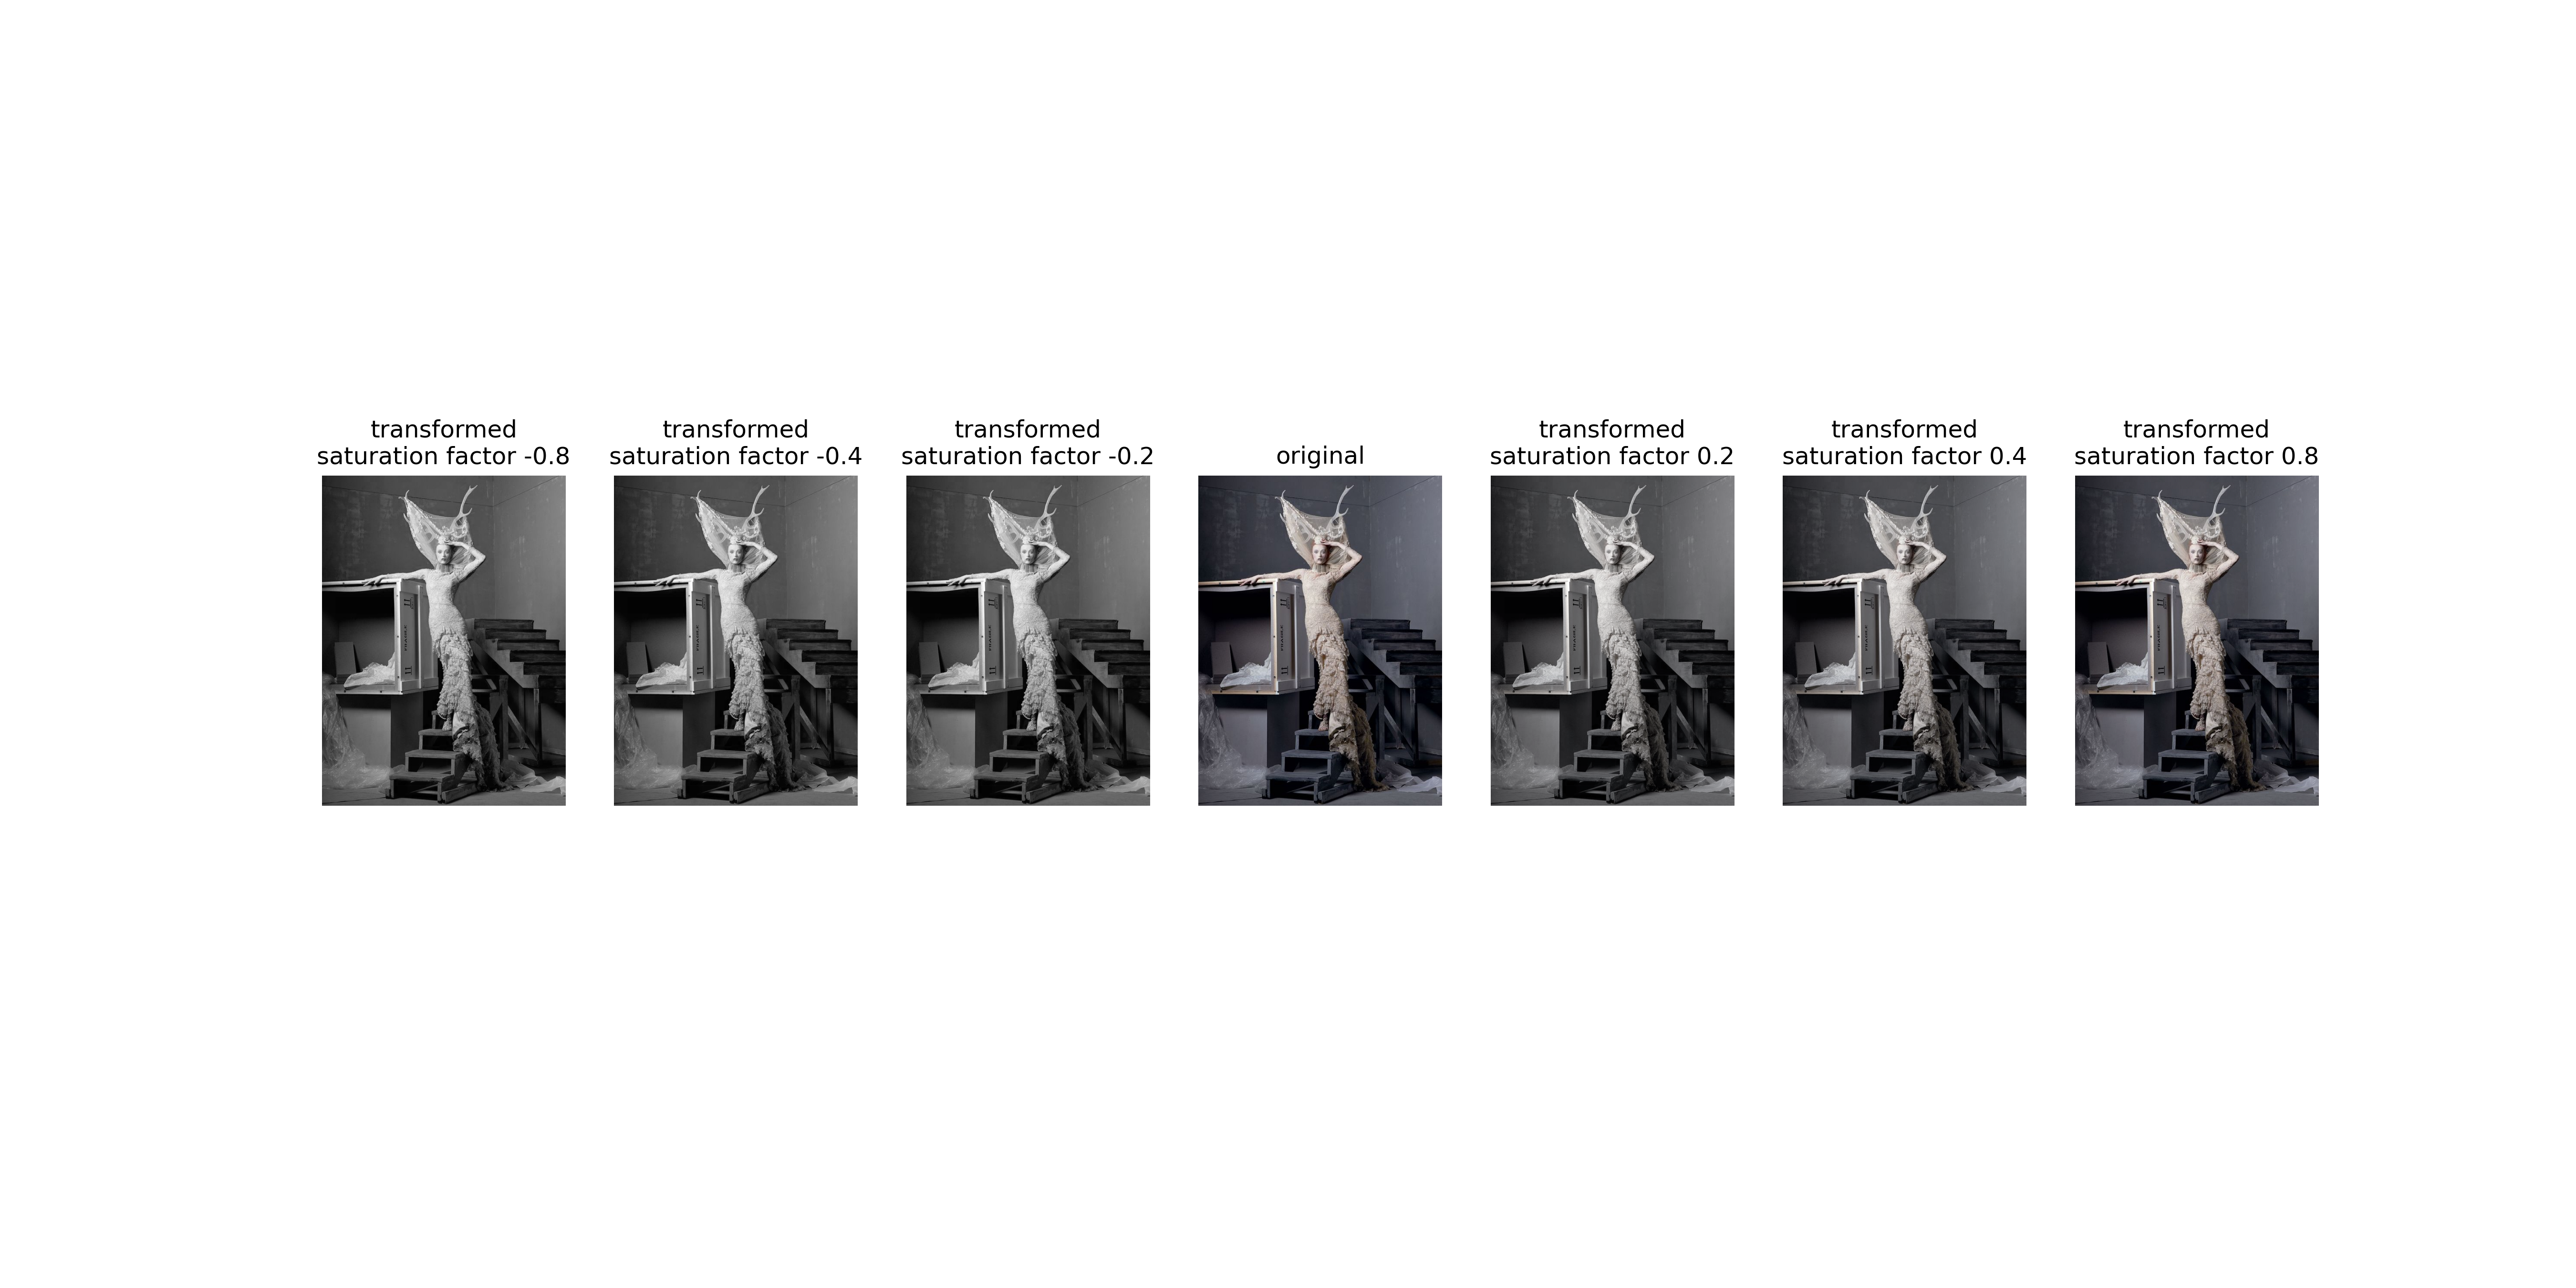 transformed
saturation factor -0.8
transformed
saturation factor -0.4
transformed
saturation factor -0.2
original
transformed
saturation factor 0.2
transformed
saturation factor 0.4
transformed
saturation factor 0.8